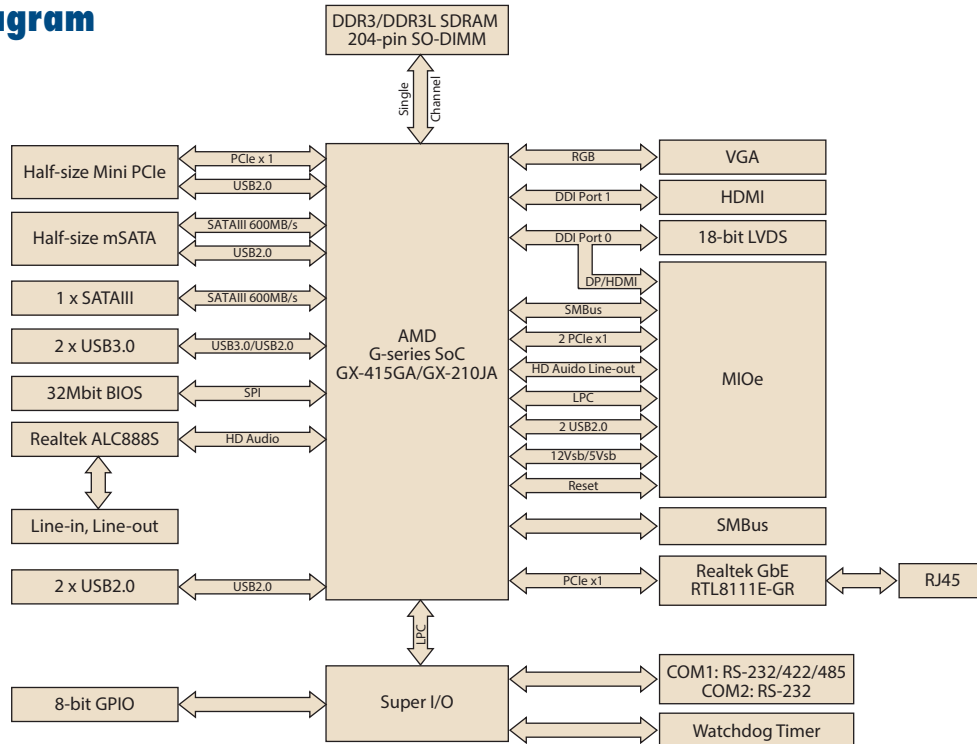 agram
DDR3/DDR3L SDRAM
204-pin SO-DIMM
Single
Channel
Half-size Mini PCIe
PCIe x 1
USB2.0
Half-size mSATA
SATAIII 600MB/s
USB2.0
1 x SATAIII
SATAIII 600MB/s
2 x USB3.0
USB3.0/USB2.0
32Mbit BIOS
SPI
Realtek ALC888S
HD Audio
Line-in, Line-out
2 x USB2.0
USB2.0
AMD
G-series SoC
GX-415GA/GX-210JA
RGB
VGA
DDI Port 1
HDMI
DDI Port 0
18-bit LVDS
DP/HDMI
SMBus
2 PCIe x1
HD Auido Line-out
LPC
2 USB2.0
12Vsb/5Vsb
Reset
MIOe
SMBus
PCIe x1
Realtek GbE
RTL8111E-GR
RJ45
LPC
8-bit GPIO
Super I/O
COM1: RS-232/422/485
COM2: RS-232
Watchdog Timer